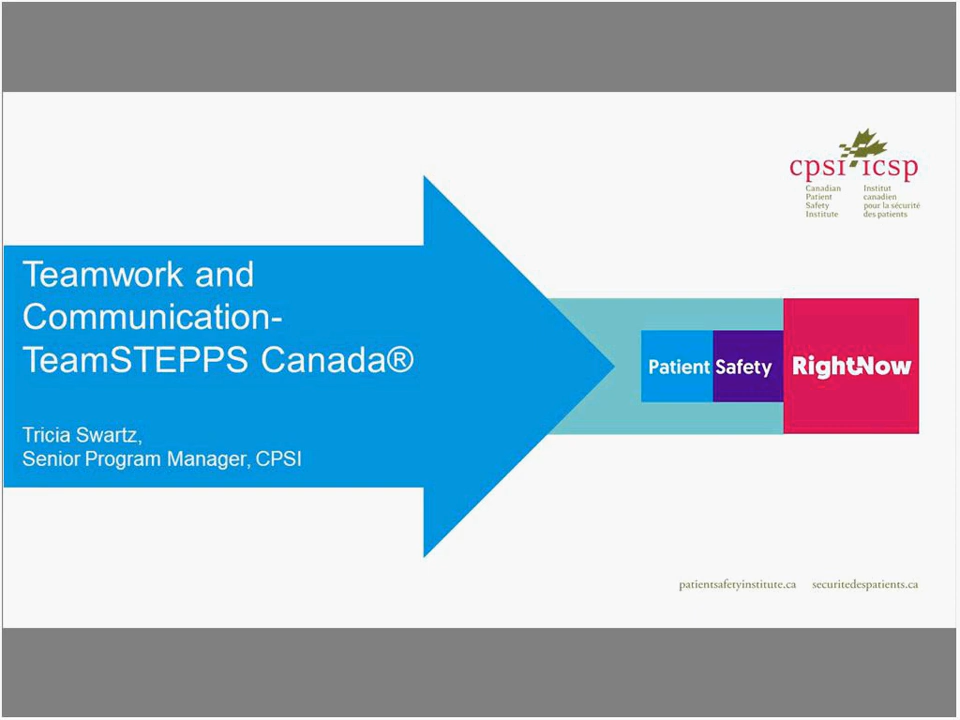 cpsi icsp
Canadian Institut
Patient canadien
Safety pour la sécurité
Institute des patients
Teamwork and
Communication-
TeamSTEPPS Canada®
Patient Safety RightNow
Tricia Swartz,
Senior Program Manager, CPSI
patientsafetyinstitute.ca securitedespatients.ca